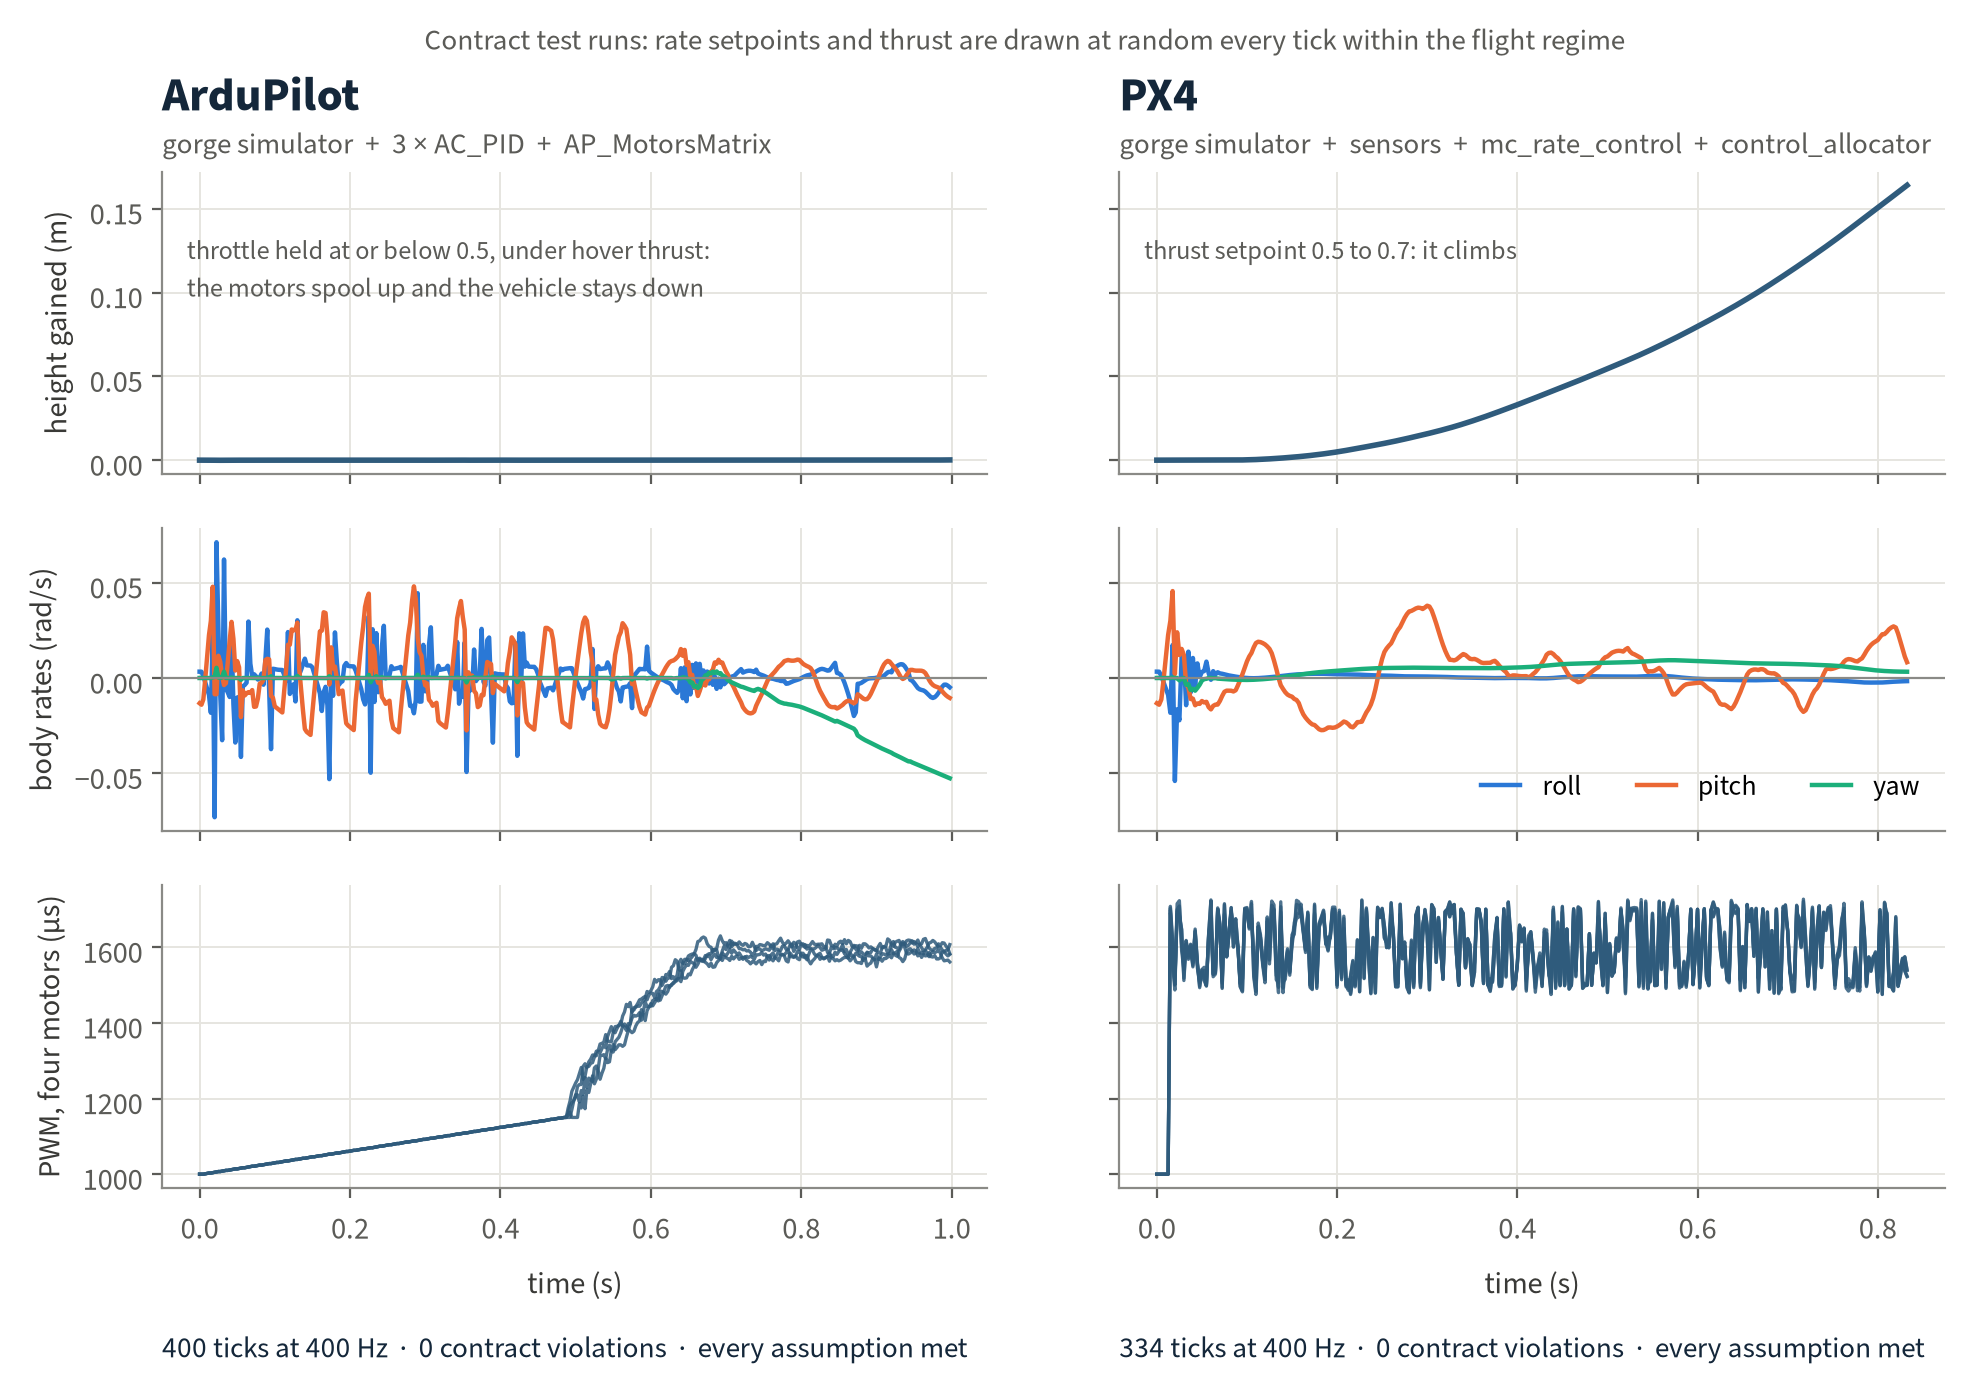 Contract test runs: rate setpoints and thrust are drawn at random every tick within the flight regime
ArduPilot
gorge simulator + 3 × AC_PID + AP_MotorsMatrix
height gained (m)
0.15
0.10
0.05
0.00
throttle held at or below 0.5, under hover thrust:
the motors spool up and the vehicle stays down
body rates (rad/s)
0.05
0.00
−0.05
PWM, four motors (µs)
1600
1400
1200
1000
0.0 0.2 0.4 0.6 0.8 1.0
time (s)
400 ticks at 400 Hz · 0 contract violations · every assumption met
PX4
gorge simulator + sensors + mc_rate_control + control_allocator
thrust setpoint 0.5 to 0.7: it climbs
roll pitch yaw
0.0 0.2 0.4 0.6 0.8
time (s)
334 ticks at 400 Hz · 0 contract violations · every assumption met